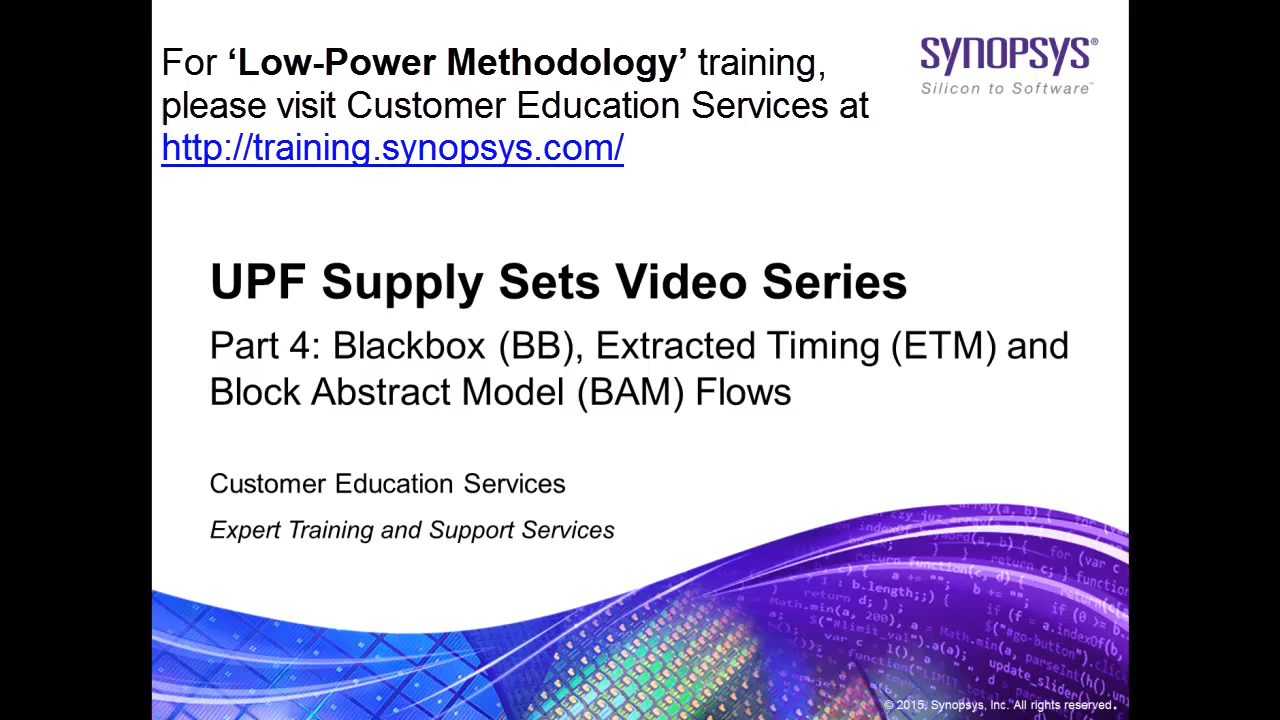 For ‘Low-Power Methodology’ training,
please visit Customer Education Services at
http://training.synopsys.com/
SYNOPSYS®
Silicon to Software™
UPF Supply Sets Video Series
Part 4: Blackbox (BB), Extracted Timing (ETM) and
Block Abstract Model (BAM) Flows
Customer Education Services
Expert Training and Support Services
© 2015, Synopsys, Inc. All rights reserved.